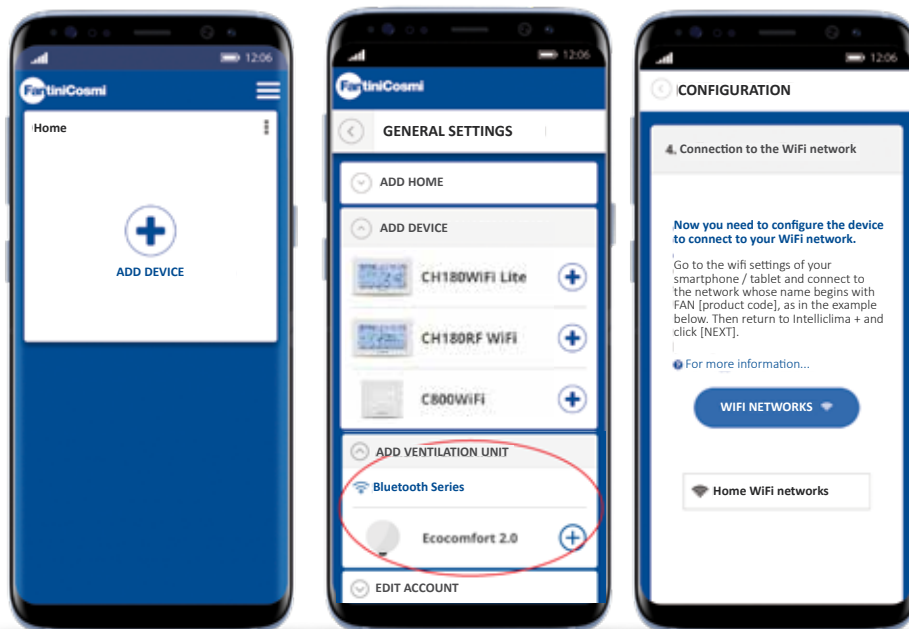 12:06
FantiniCosmi
Home
ADD DEVICE
12:06
FantiniCosmi
GENERAL SETTINGS
ADD HOME
ADD DEVICE
CH180WiFi Lite
CH180RF WiFi
C800WiFi
ADD VENTILATION UNIT
Bluetooth Series
Ecocomfort 2.0
EDIT ACCOUNT
12:06
CONFIGURATION
4. Connection to the WiFi network
Now you need to configure the device
to connect to your WiFi network.
Go to the wifi settings of your
smartphone / tablet and connect to
the network whose name begins with
FAN [product code], as in the example
below. Then return to Intelliclima + and
click [NEXT].
For more information...
WIFI NETWORKS
Home WiFi networks